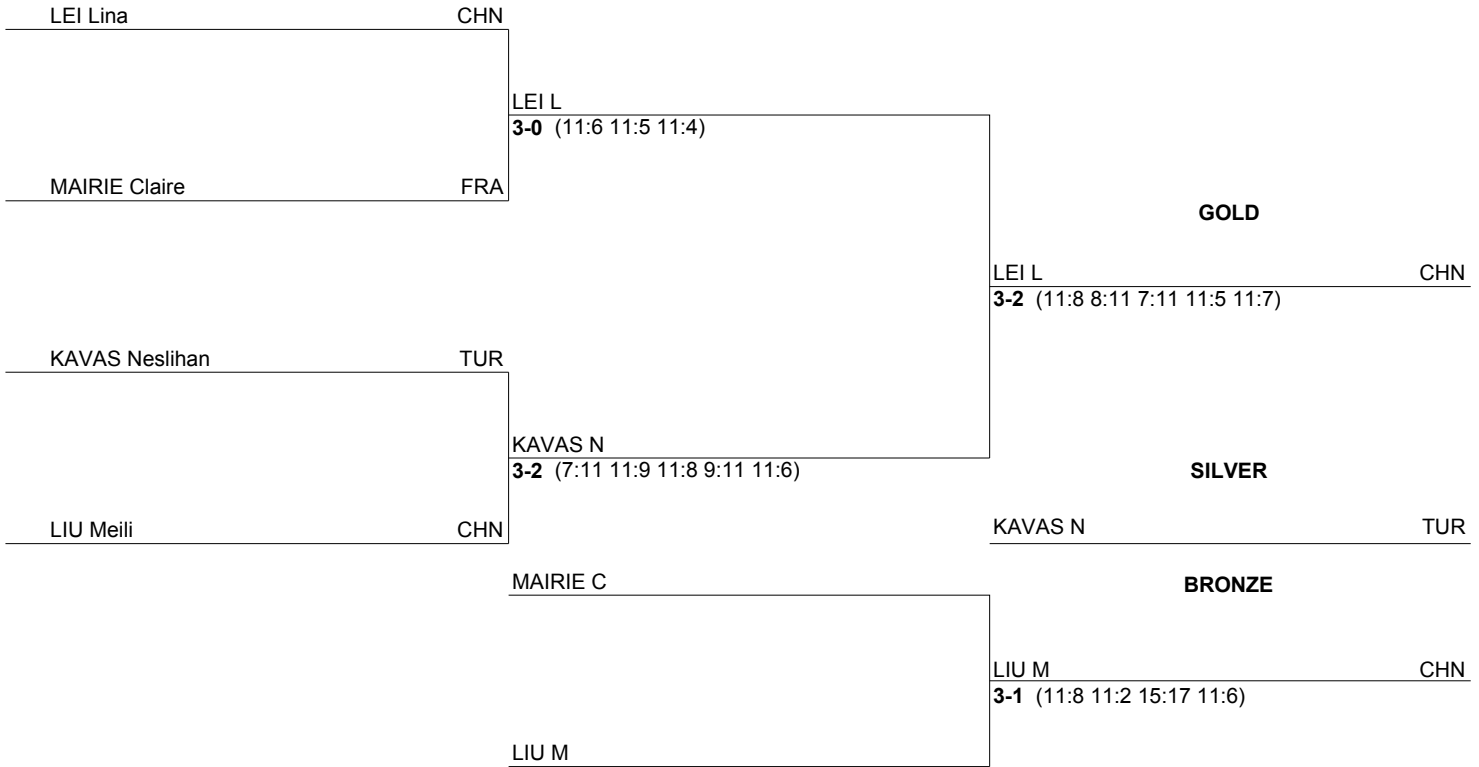 LEI Lina CHN
LEI L
3-0 (11:6 11:5 11:4)
MAIRIE Claire FRA
GOLD
LEI L CHN
3-2 (11:8 8:11 7:11 11:5 11:7)
KAVAS Neslihan TUR
KAVAS N
3-2 (7:11 11:9 11:8 9:11 11:6)
SILVER
LIU Meili CHN
KAVAS N TUR
MAIRIE C
BRONZE
LIU M CHN
3-1 (11:8 11:2 15:17 11:6)
LIU M